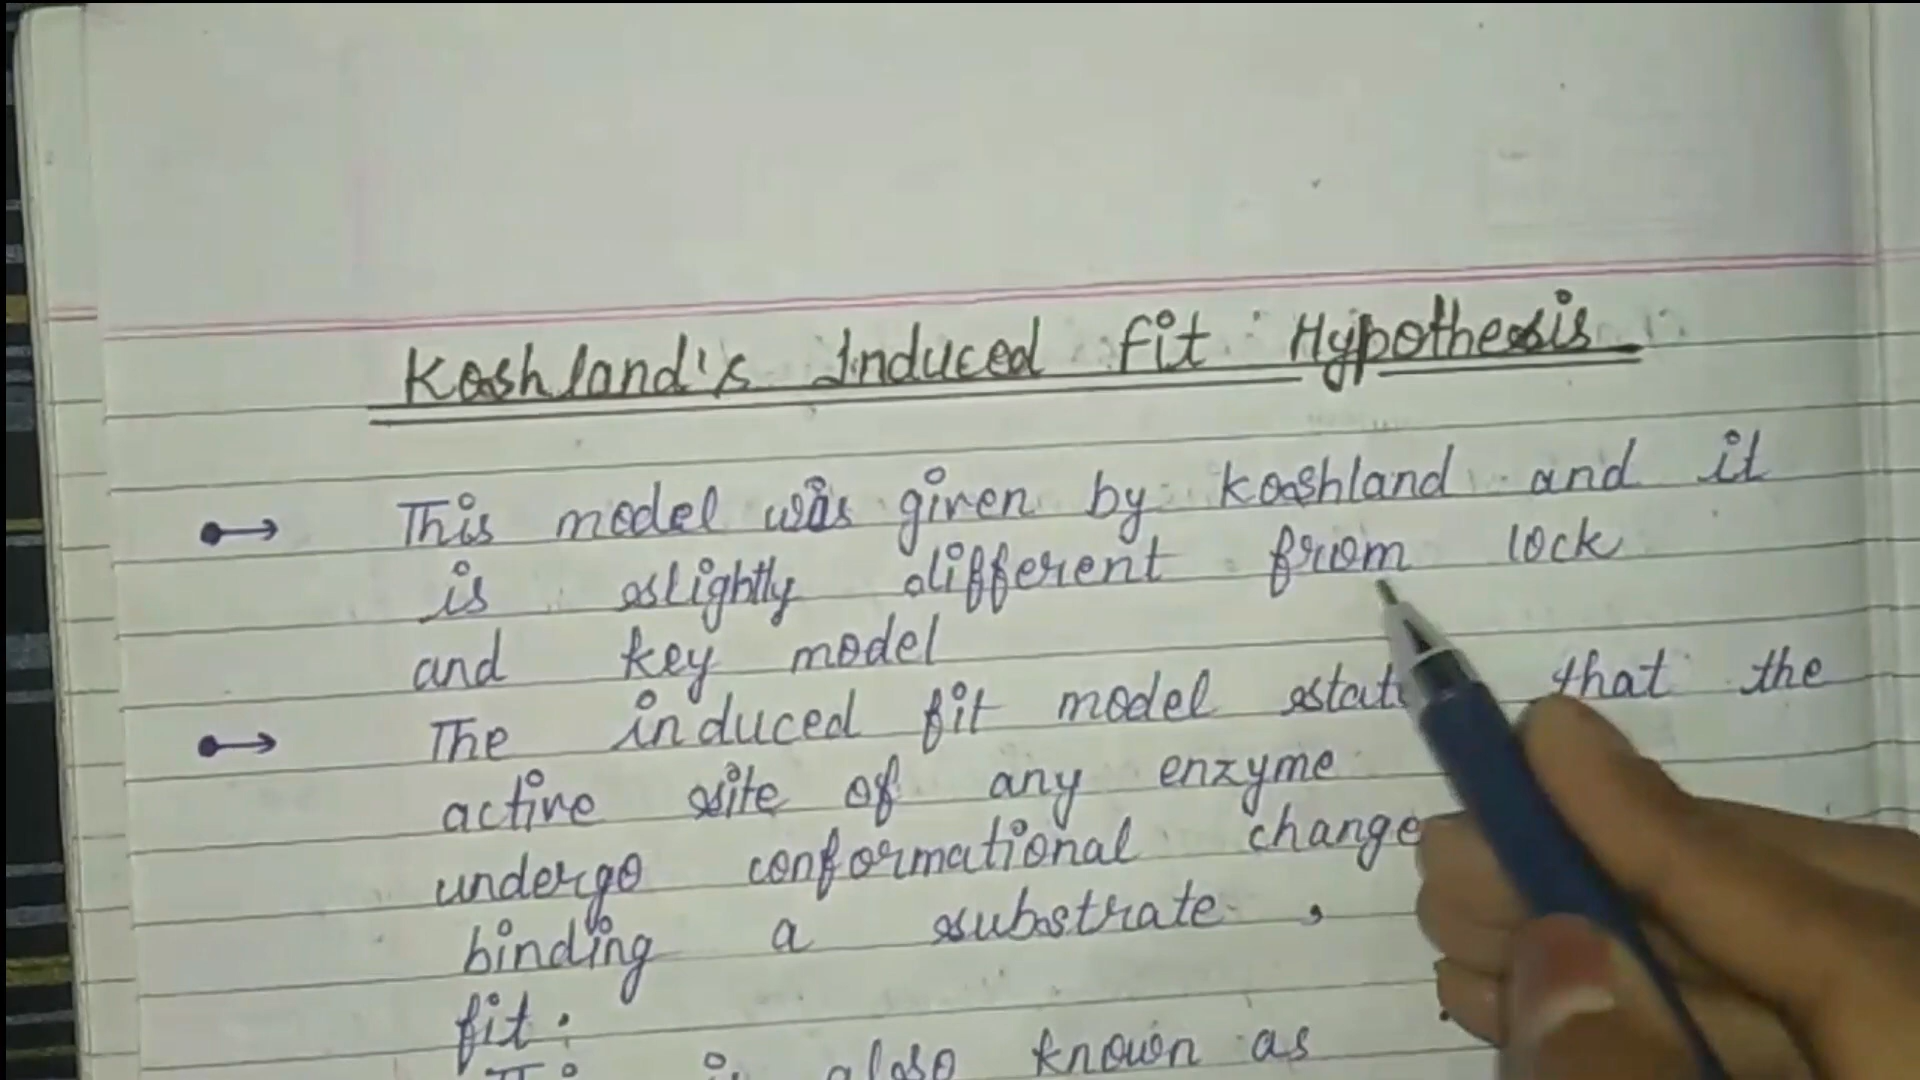 Koshland's Induced fit Hypothesis
This model was given by Koshland and it
is slightly different from lock
and key model
The induced fit model that the
active site of any enzyme
undergo conformational change
binding a substrate ,
fit.
is also known as